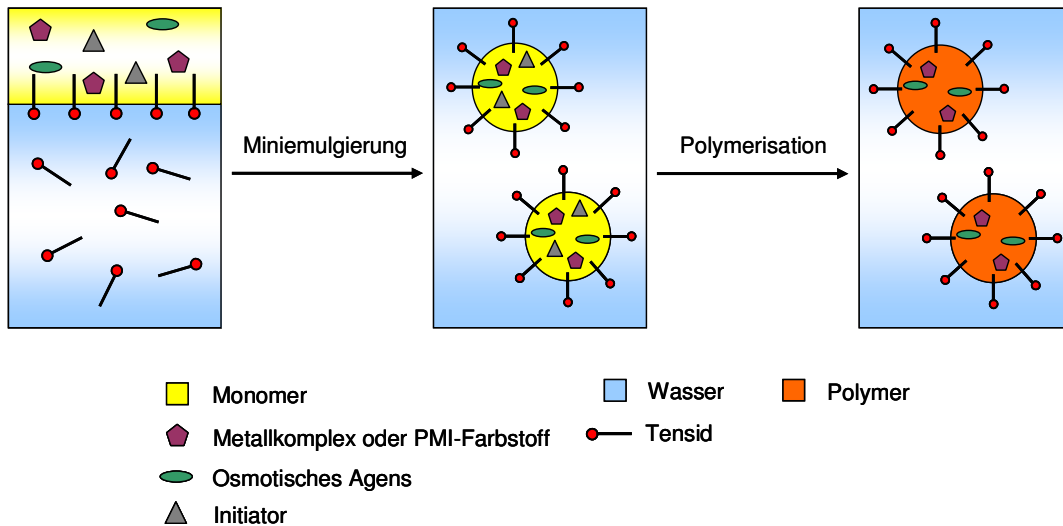 Miniemulgierung
Polymerisation
Monomer
Wasser
Polymer
Metallkomplex oder PMI-Farbstoff
Tensid
Osmotisches Agens
Initiator